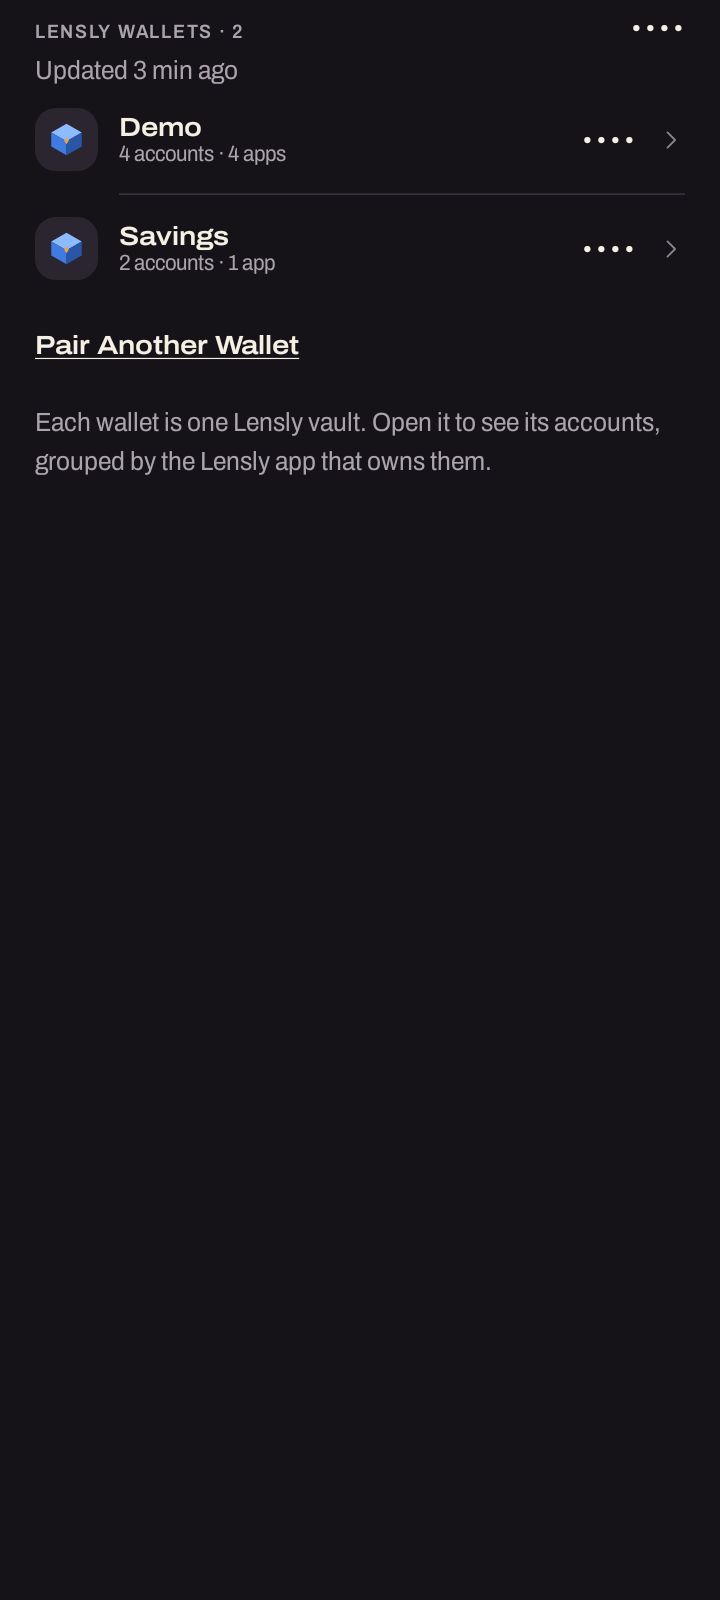 LENSLY WALLETS · 2
••••
Updated 3 min ago
Demo
4 accounts · 4 apps
••••
Savings
2 accounts · 1 app
••••
Pair Another Wallet
Each wallet is one Lensly vault. Open it to see its accounts,
grouped by the Lensly app that owns them.